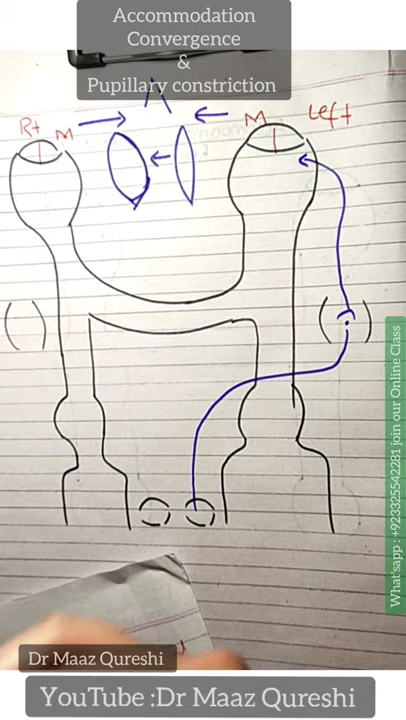 Accommodation
Convergence
&
Pupillary constriction
Rt
M
M
Left
What'sapp : +923325542281 join our Online Class
Dr Maaz Qureshi
YouTube :Dr Maaz Qureshi